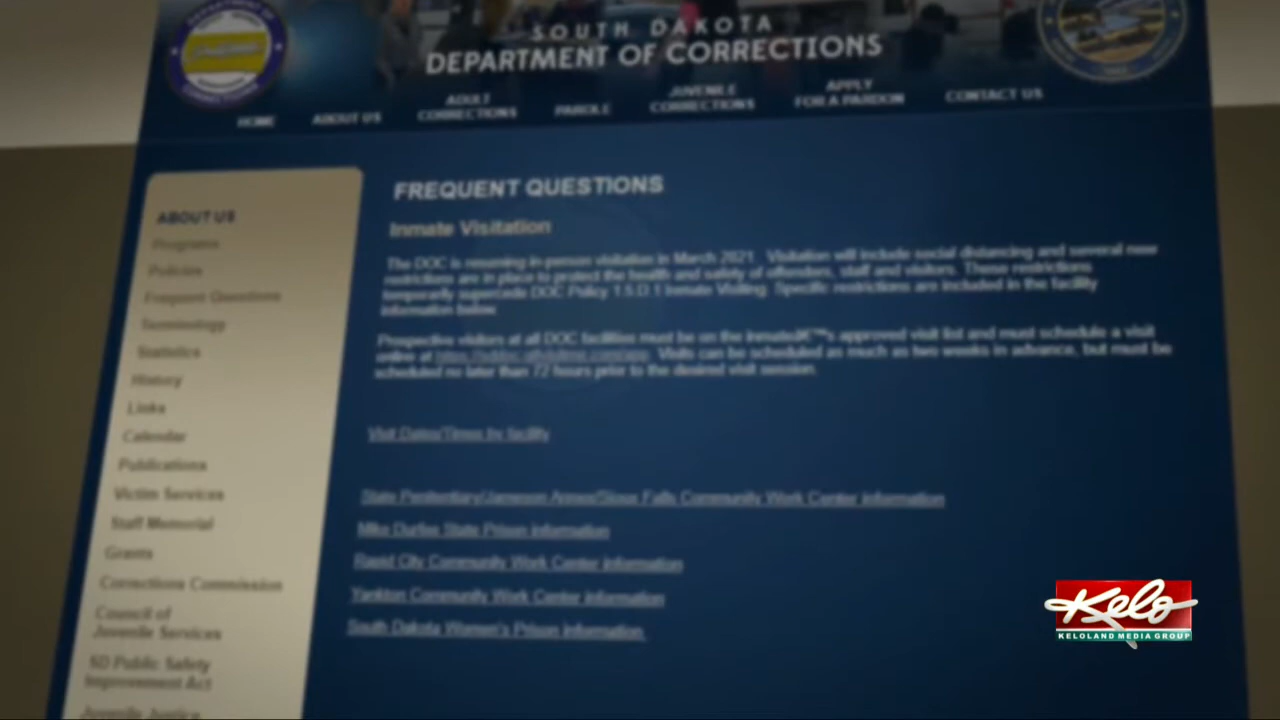 SOUTH DAKOTA
DEPARTMENT OF CORRECTIONS
HOME
ABOUT US
ADULT
CORRECTIONS
PAROLE
JUVENILE
CORRECTIONS
APPLY
FOR A PARDON
CONTACT US
ABOUT US
Programs
Policies
Frequent Questions
Terminology
Statistics
History
Links
Calendar
Publications
Victim Services
Staff Memorial
Grants
Corrections Commission
Council of
Juvenile Services
SD Public Safety
Improvement Act
Juvenile Justice
FREQUENT QUESTIONS
Inmate Visitation
The DOC is resuming in-person visitation in March 2021. Visitation will include social distancing and several new
restrictions are in place to protect the health and safety of offenders, staff and visitors. These restrictions
temporarily supercede DOC Policy 1.5.D.1 Inmate Visiting. Specific restrictions are included in the facility
information below.
Prospective visitors at all DOC facilities must be on the inmateâ€™s approved visit list and must schedule a visit
online at Visits can be scheduled as much as two weeks in advance, but must be
scheduled no later than 72 hours prior to the desired visit session.
Visit Dates/Times by facility
State Penitentiary/Jameson Annex/Sioux Falls Community Work Center information
Mike Durfee State Prison information
Rapid City Community Work Center information
Yankton Community Work Center information
South Dakota Women's Prison information
Kelo
KELOLAND MEDIA GROUP